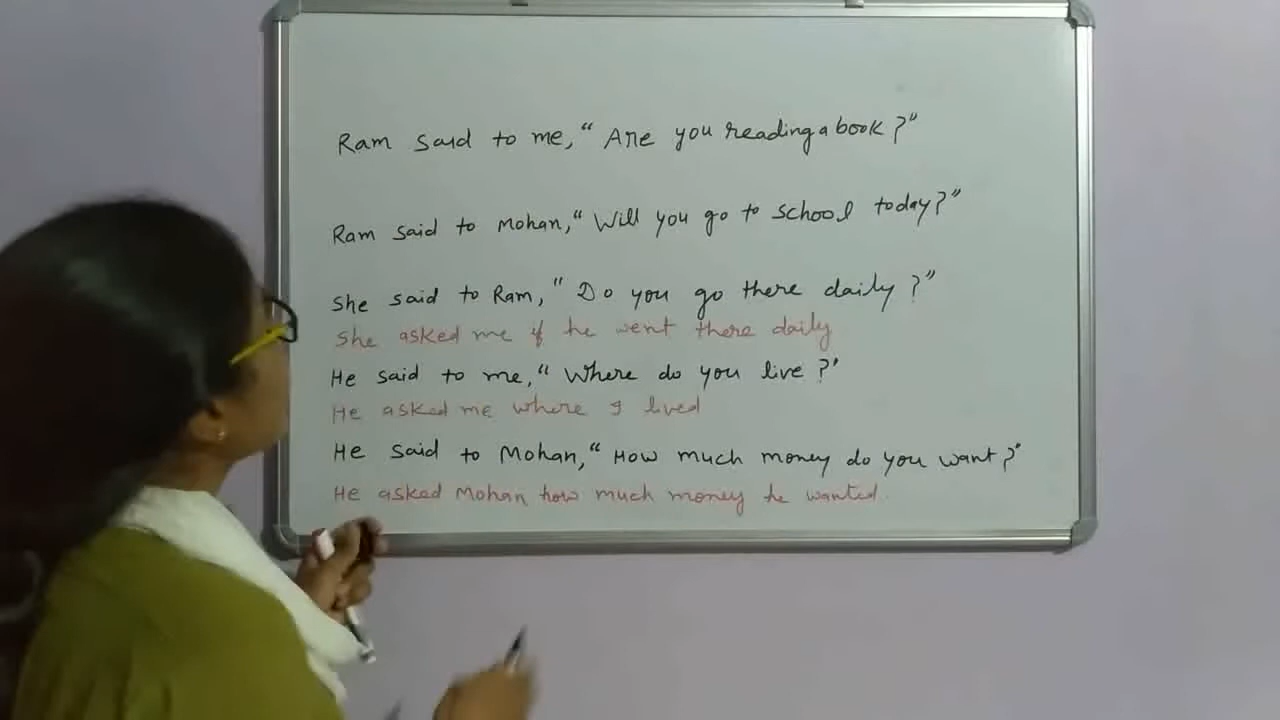 Ram said to me, "Are you reading a book?"
Ram said to Mohan, "Will you go to school today?"
She said to Ram, "Do you go there daily?"
She asked me if he went there daily
He said to me, "Where do you live?"
He asked me where I lived
He said to Mohan, "How much money do you want?"
He asked Mohan how much money he wanted.